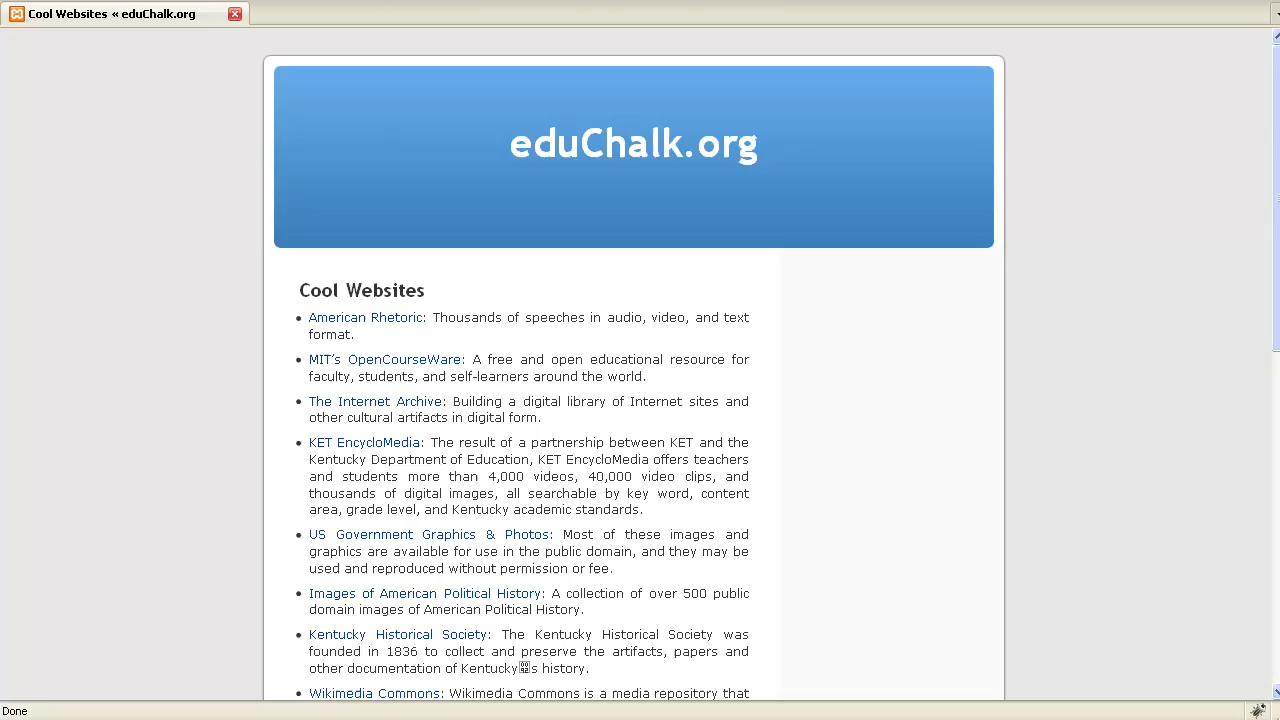 Cool Websites « eduChalk.org
eduChalk.org
Cool Websites
American Rhetoric: Thousands of speeches in audio, video, and text
format.
MIT's OpenCourseWare: A free and open educational resource for
faculty, students, and self-learners around the world.
The Internet Archive: Building a digital library of Internet sites and
other cultural artifacts in digital form.
KET EncycloMedia: The result of a partnership between KET and the
Kentucky Department of Education, KET EncycloMedia offers teachers
and students more than 4,000 videos, 40,000 video clips, and
thousands of digital images, all searchable by key word, content
area, grade level, and Kentucky academic standards.
US Government Graphics & Photos: Most of these images and
graphics are available for use in the public domain, and they may be
used and reproduced without permission or fee.
Images of American Political History: A collection of over 500 public
domain images of American Political History.
Kentucky Historical Society: The Kentucky Historical Society was
founded in 1836 to collect and preserve the artifacts, papers and
other documentation of Kentucky�s history.
Wikimedia Commons: Wikimedia Commons is a media repository that
Done